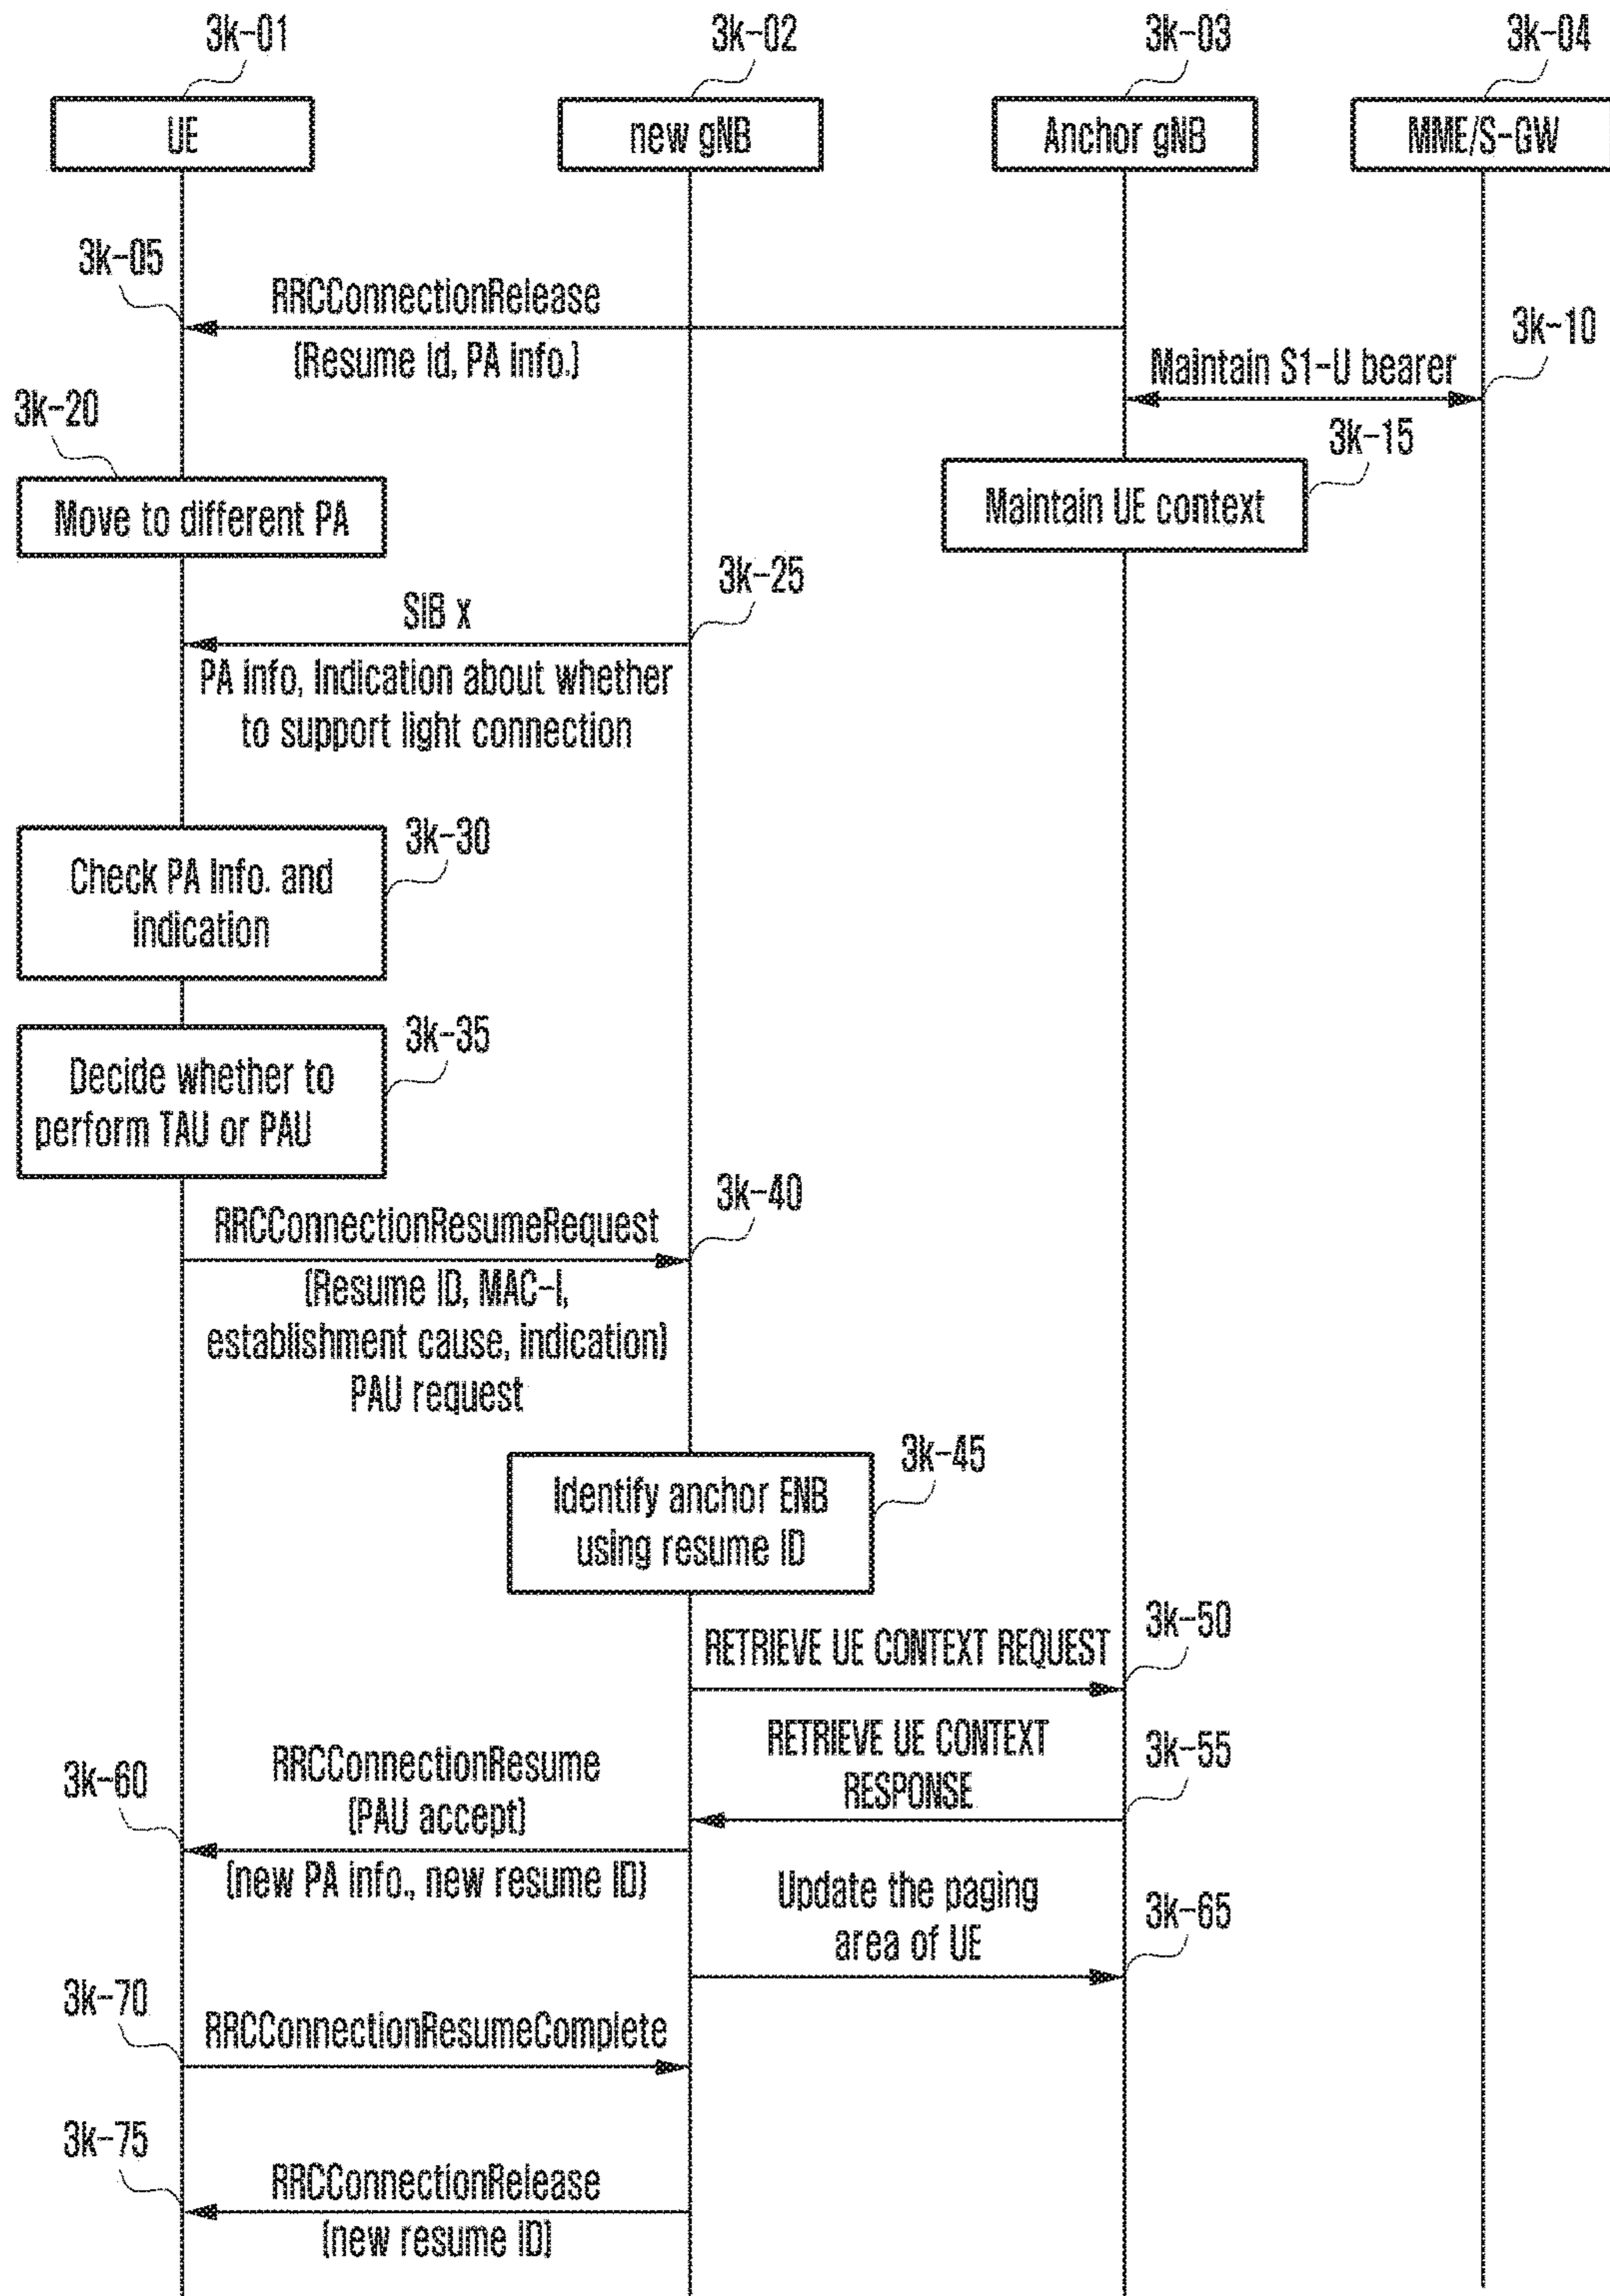 3k-01
3k-02
3k-03
3k-04
UE
new gNB
Anchor gNB
MME/S-GW
3k-05
RRCConnectionRelease
(Resume Id, PA info.)
3k-10
Maintain S1-U bearer
3k-20
3k-15
Move to different PA
Maintain UE context
3k-25
SIB x
PA info, Indication about whether
to support light connection
3k-30
Check PA Info. and
indication
3k-35
Decide whether to
perform TAU or PAU
3k-40
RRCConnectionResumeRequest
(Resume ID, MAC-I,
establishment cause, indication)
PAU request
3k-45
Identify anchor ENB
using resume ID
3k-50
RETRIEVE UE CONTEXT REQUEST
RETRIEVE UE CONTEXT
RESPONSE
3k-55
3k-60
RRCConnectionResume
(PAU accept)
(new PA info., new resume ID)
Update the paging
area of UE
3k-65
3k-70
RRCConnectionResumeComplete
3k-75
RRCConnectionRelease
(new resume ID)